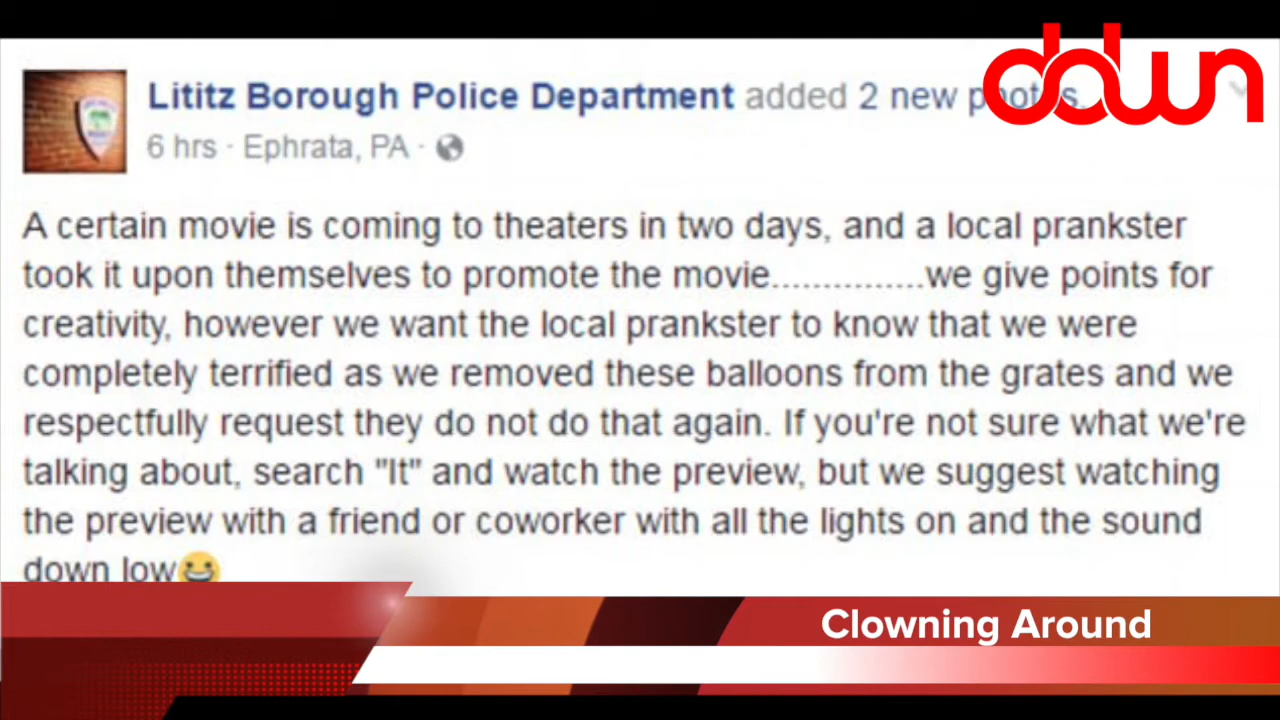 down
Lititz Borough Police Department added 2 new photos.
6 hrs · Ephrata, PA ·
A certain movie is coming to theaters in two days, and a local prankster
took it upon themselves to promote the movie...............we give points for
creativity, however we want the local prankster to know that we were
completely terrified as we removed these balloons from the grates and we
respectfully request they do not do that again. If you're not sure what we're
talking about, search "It" and watch the preview, but we suggest watching
the preview with a friend or coworker with all the lights on and the sound
down low😀
Clowning Around